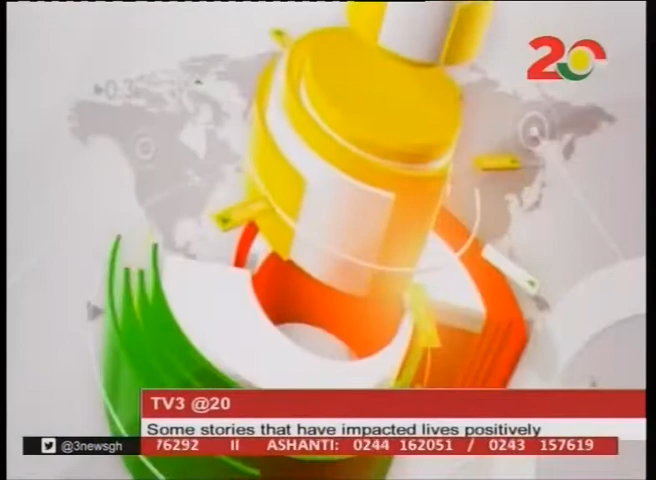 20
TV3 @20
Some stories that have impacted lives positively
@3newsgh 76292 II ASHANTI: 0244 162051 / 0243 157619